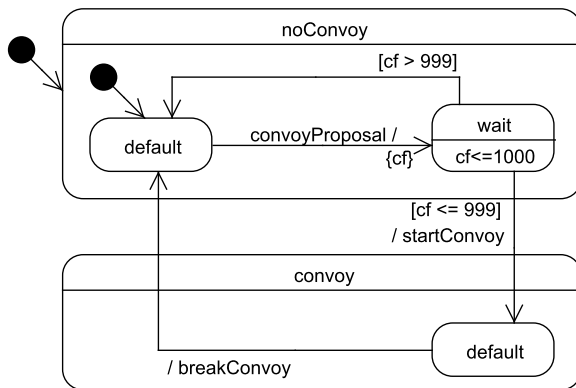 noConvoy
[cf > 999]
default
convoyProposal /
{cf}
wait
cf<=1000
[cf <= 999]
/ startConvoy
convoy
default
/ breakConvoy